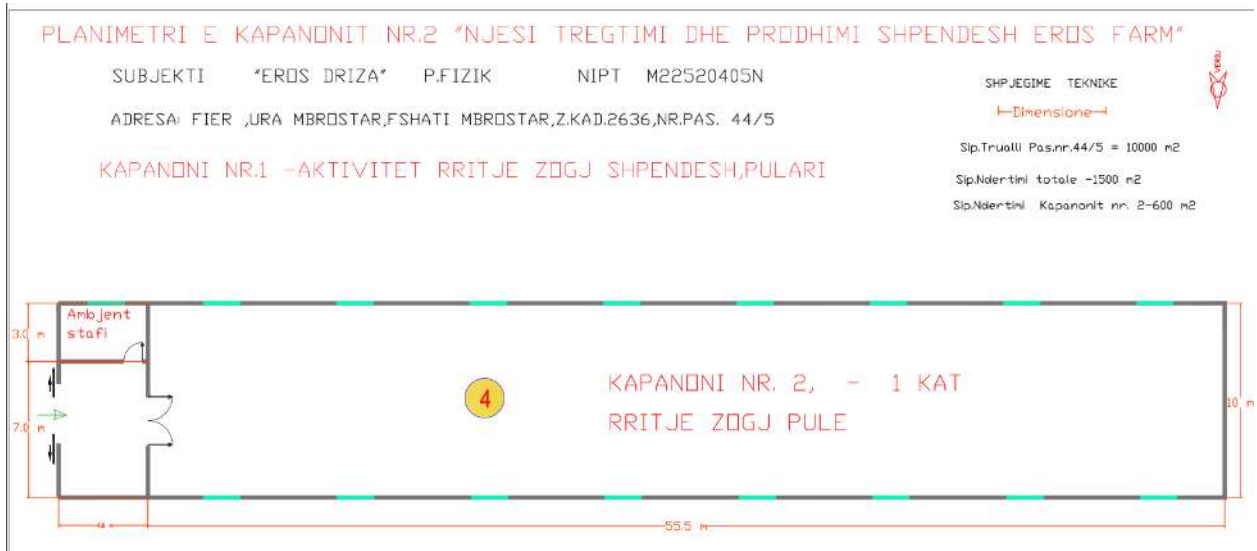 PLANIMETRI E KAPANONIT NR.2 "NJESI TREGTIMI DHE PRODHIMI SHPENDESH EROS FARM"
SUBJEKTI "EROS DRIZA" P.FIZIK NIPT M22520405N
ADRESA: FIER ,URA MBROSTAR,FSHATI MBROSTAR,Z.KAD.2636,NR.PAS. 44/5
KAPANONI NR.1 -AKTIVITET RRITJE ZOGJ SHPENDESH,PULARI
SHPJEGIME TEKNIKE
Dimensione
Sip.Trualli Pas.nr.44/5 = 10000 m2
Sip.Ndertimi totale -1500 m2
Sip.Ndertimi Kapanonit nr. 2-600 m2
VERIU
Ambjent
stafi
3.0 m
7.0 m
4
KAPANONI NR. 2, - 1 KAT
RRITJE ZOGJ PULE
10 m
55.5 m